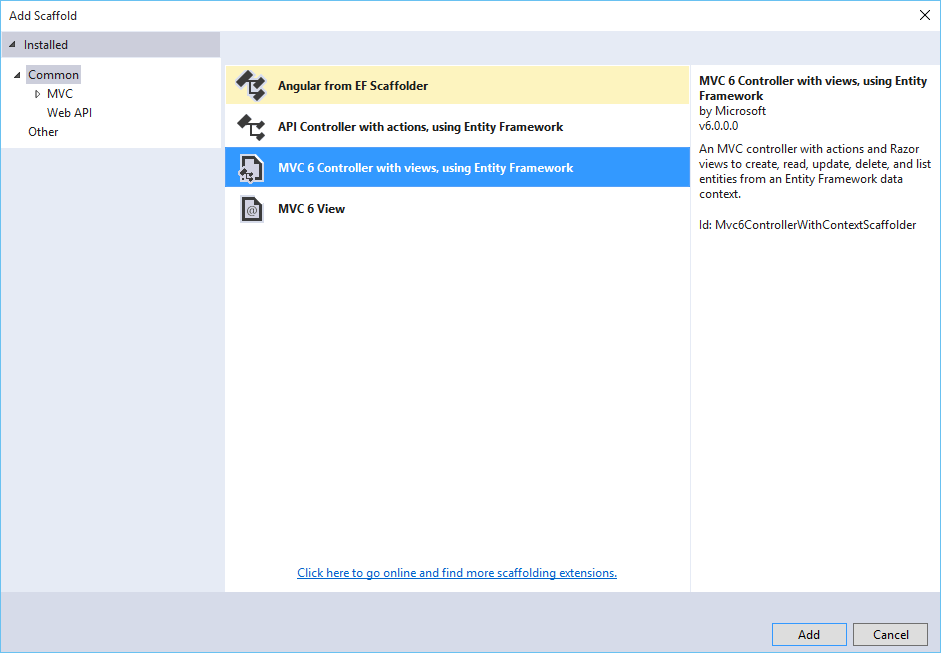 Add Scaffold
Installed
Common
MVC
Web API
Other
Angular from EF Scaffolder
API Controller with actions, using Entity Framework
MVC 6 Controller with views, using Entity Framework
MVC 6 View
Click here to go online and find more scaffolding extensions.
MVC 6 Controller with views, using Entity
Framework
by Microsoft
v6.0.0.0
An MVC controller with actions and Razor
views to create, read, update, delete, and list
entities from an Entity Framework data
context.
Id: Mvc6ControllerWithContextScaffolder
Add
Cancel